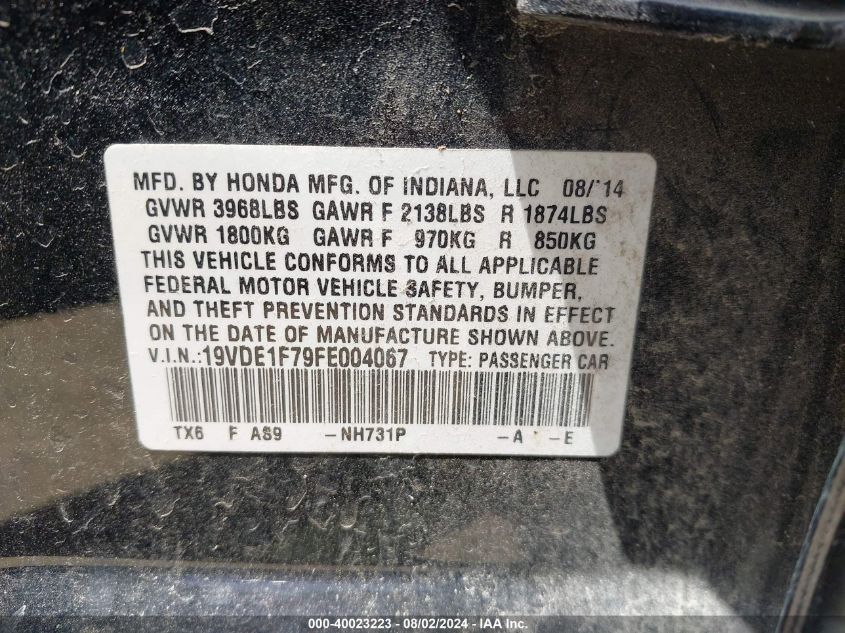 MFD. BY HONDA MFG. OF INDIANA, LLC 08/'14
GVWR 3968LBS GAWR F 2138LBS R 1874LBS
GVWR 1800KG GAWR F 970KG R 850KG
THIS VEHICLE CONFORMS TO ALL APPLICABLE
FEDERAL MOTOR VEHICLE SAFETY, BUMPER,
AND THEFT PREVENTION STANDARDS IN EFFECT
ON THE DATE OF MANUFACTURE SHOWN ABOVE.
V.I.N.:19VDE1F79FE004067 TYPE: PASSENGER CAR
TX6 F AS9 -NH731P -A -E
000-40023223 - 08/02/2024 - IAA Inc.